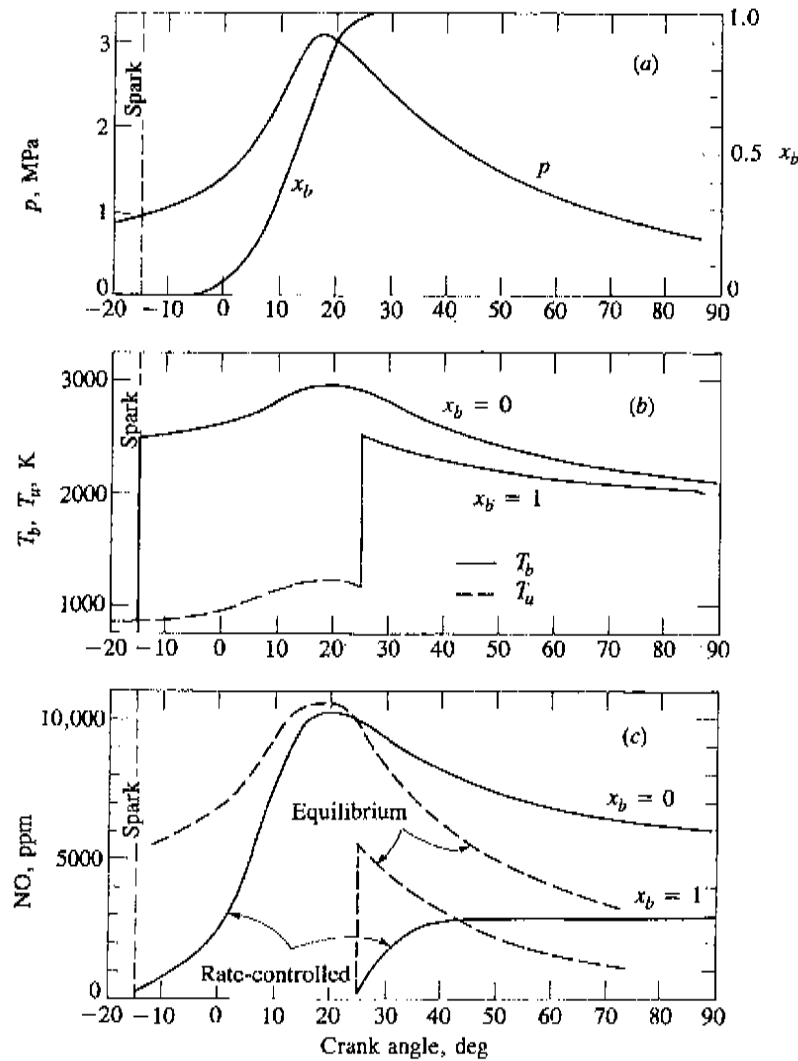 (a)
p, MPa
3
2
1
0
Spark
x_b
p
1.0
0.5
x_b
0
−20 −10 0 10 20 30 40 50 60 70 80 90
(b)
T_b, T_u, K
3000
2000
1000
Spark
x_b = 0
x_b = 1
T_b
T_u
−20 −10 0 10 20 30 40 50 60 70 80 90
(c)
NO, ppm
10,000
5000
0
Spark
x_b = 0
Equilibrium
x_b = 1
Rate-controlled
−20 −10 0 10 20 30 40 50 60 70 80 90
Crank angle, deg